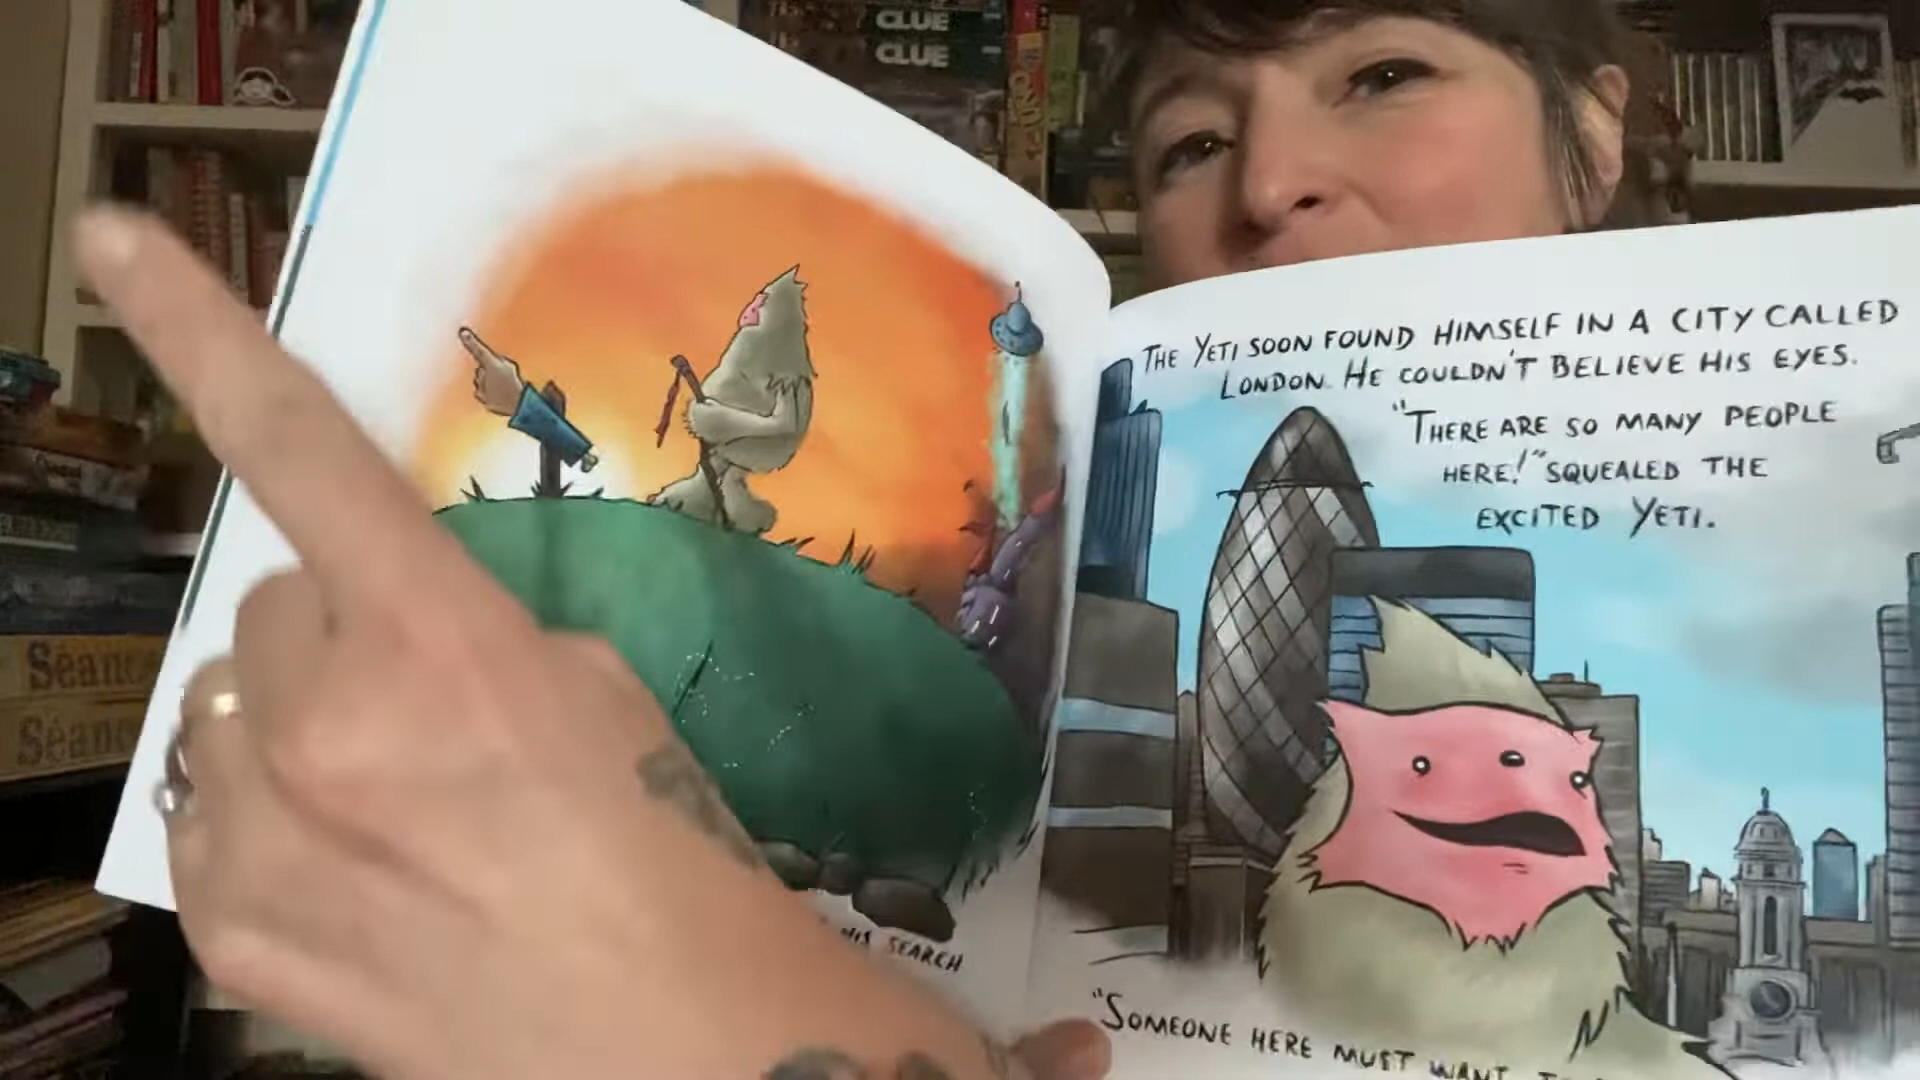 CLUE
CLUE
Séance
Séance
HIS SEARCH
THE YETI SOON FOUND HIMSELF IN A CITY CALLED
LONDON. HE COULDN'T BELIEVE HIS EYES.
"THERE ARE SO MANY PEOPLE
HERE!" SQUEALED THE
EXCITED YETI.
"SOMEONE HERE MUST WANT